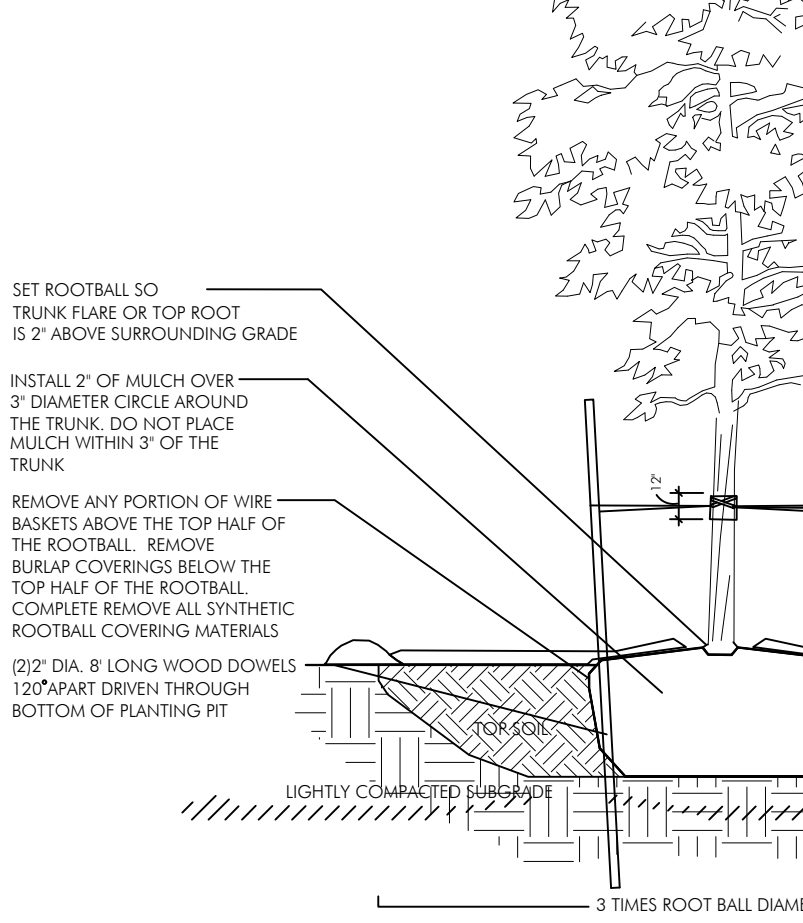 SET ROOTBALL SO
TRUNK FLARE OR TOP ROOT
IS 2" ABOVE SURROUNDING GRADE
INSTALL 2" OF MULCH OVER
3" DIAMETER CIRCLE AROUND
THE TRUNK. DO NOT PLACE
MULCH WITHIN 3" OF THE
TRUNK
REMOVE ANY PORTION OF WIRE
BASKETS ABOVE THE TOP HALF OF
THE ROOTBALL. REMOVE
BURLAP COVERINGS BELOW THE
TOP HALF OF THE ROOTBALL.
COMPLETE REMOVE ALL SYNTHETIC
ROOTBALL COVERING MATERIALS
(2)2" DIA. 8' LONG WOOD DOWELS
120°APART DRIVEN THROUGH
BOTTOM OF PLANTING PIT
12"
TOP SOIL
LIGHTLY COMPACTED SUBGRADE
3 TIMES ROOT BALL DIAME